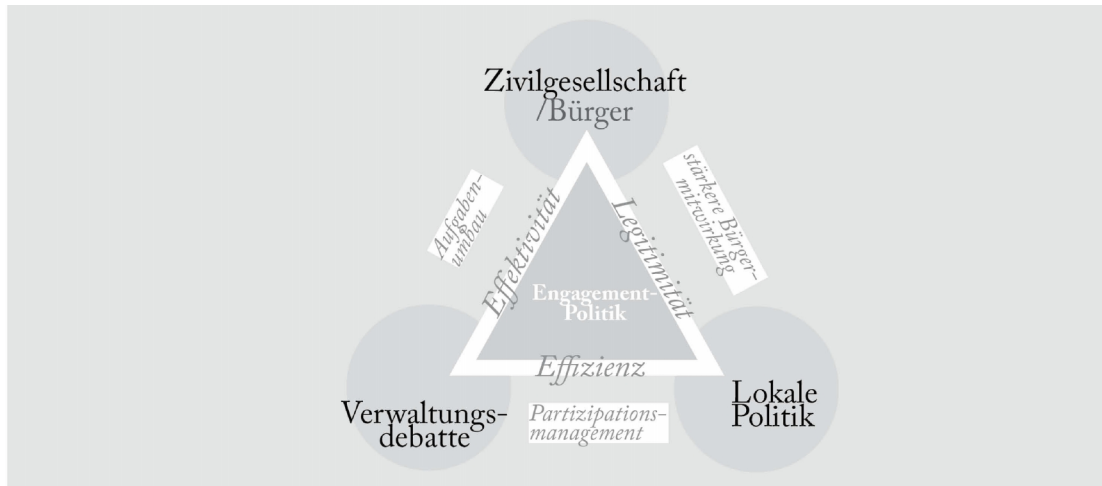 Zivilgesellschaft
/Bürger
Aufgaben-
umbau
Effektivität
Legitimität
stärkere Bürger-
mitwirkung
Engagement-
Politik
Effizienz
Verwaltungs-
debatte
Partizipations-
management
Lokale
Politik